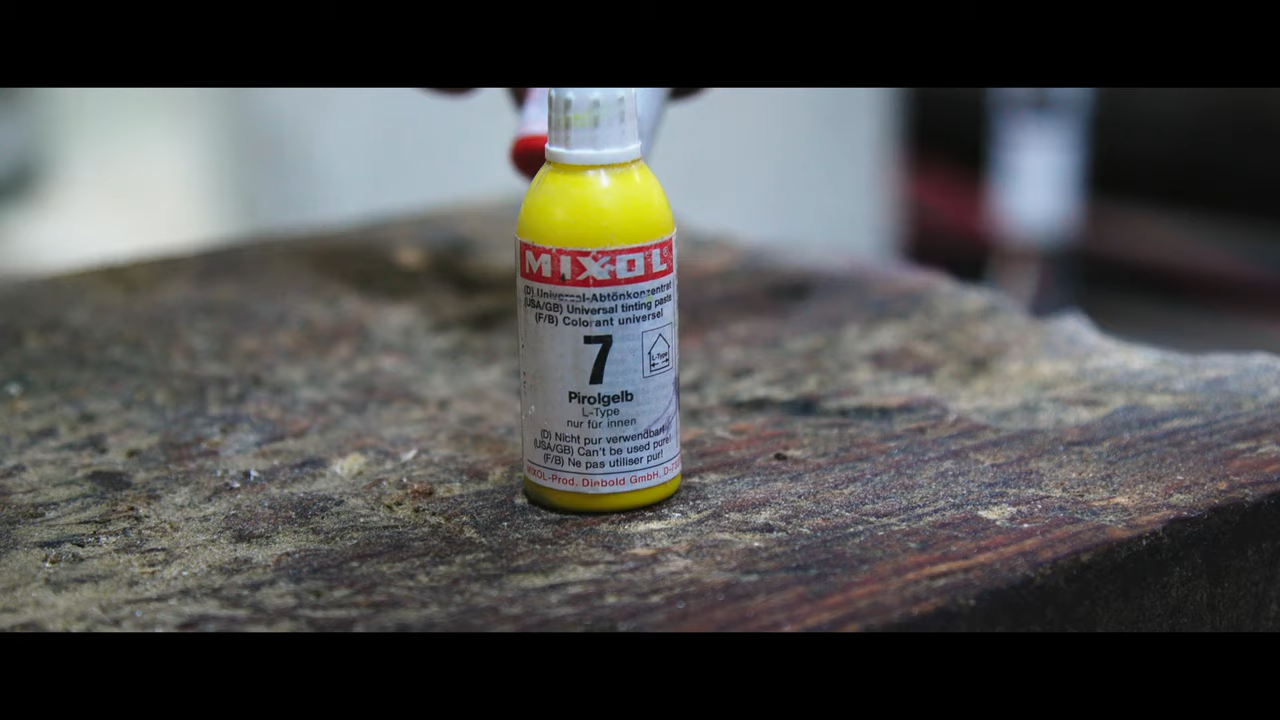 MIXOL
(D) Universal-Abtönkonzentrat
(USA/GB) Universal tinting paste
(F/B) Colorant universel
7
L-Type
Pirolgelb
L-Type
nur für innen
(D) Nicht pur verwendbar!
(USA/GB) Can't be used pure!
(F/B) Ne pas utiliser pur!
MIXOL-Prod. Diebold GmbH,